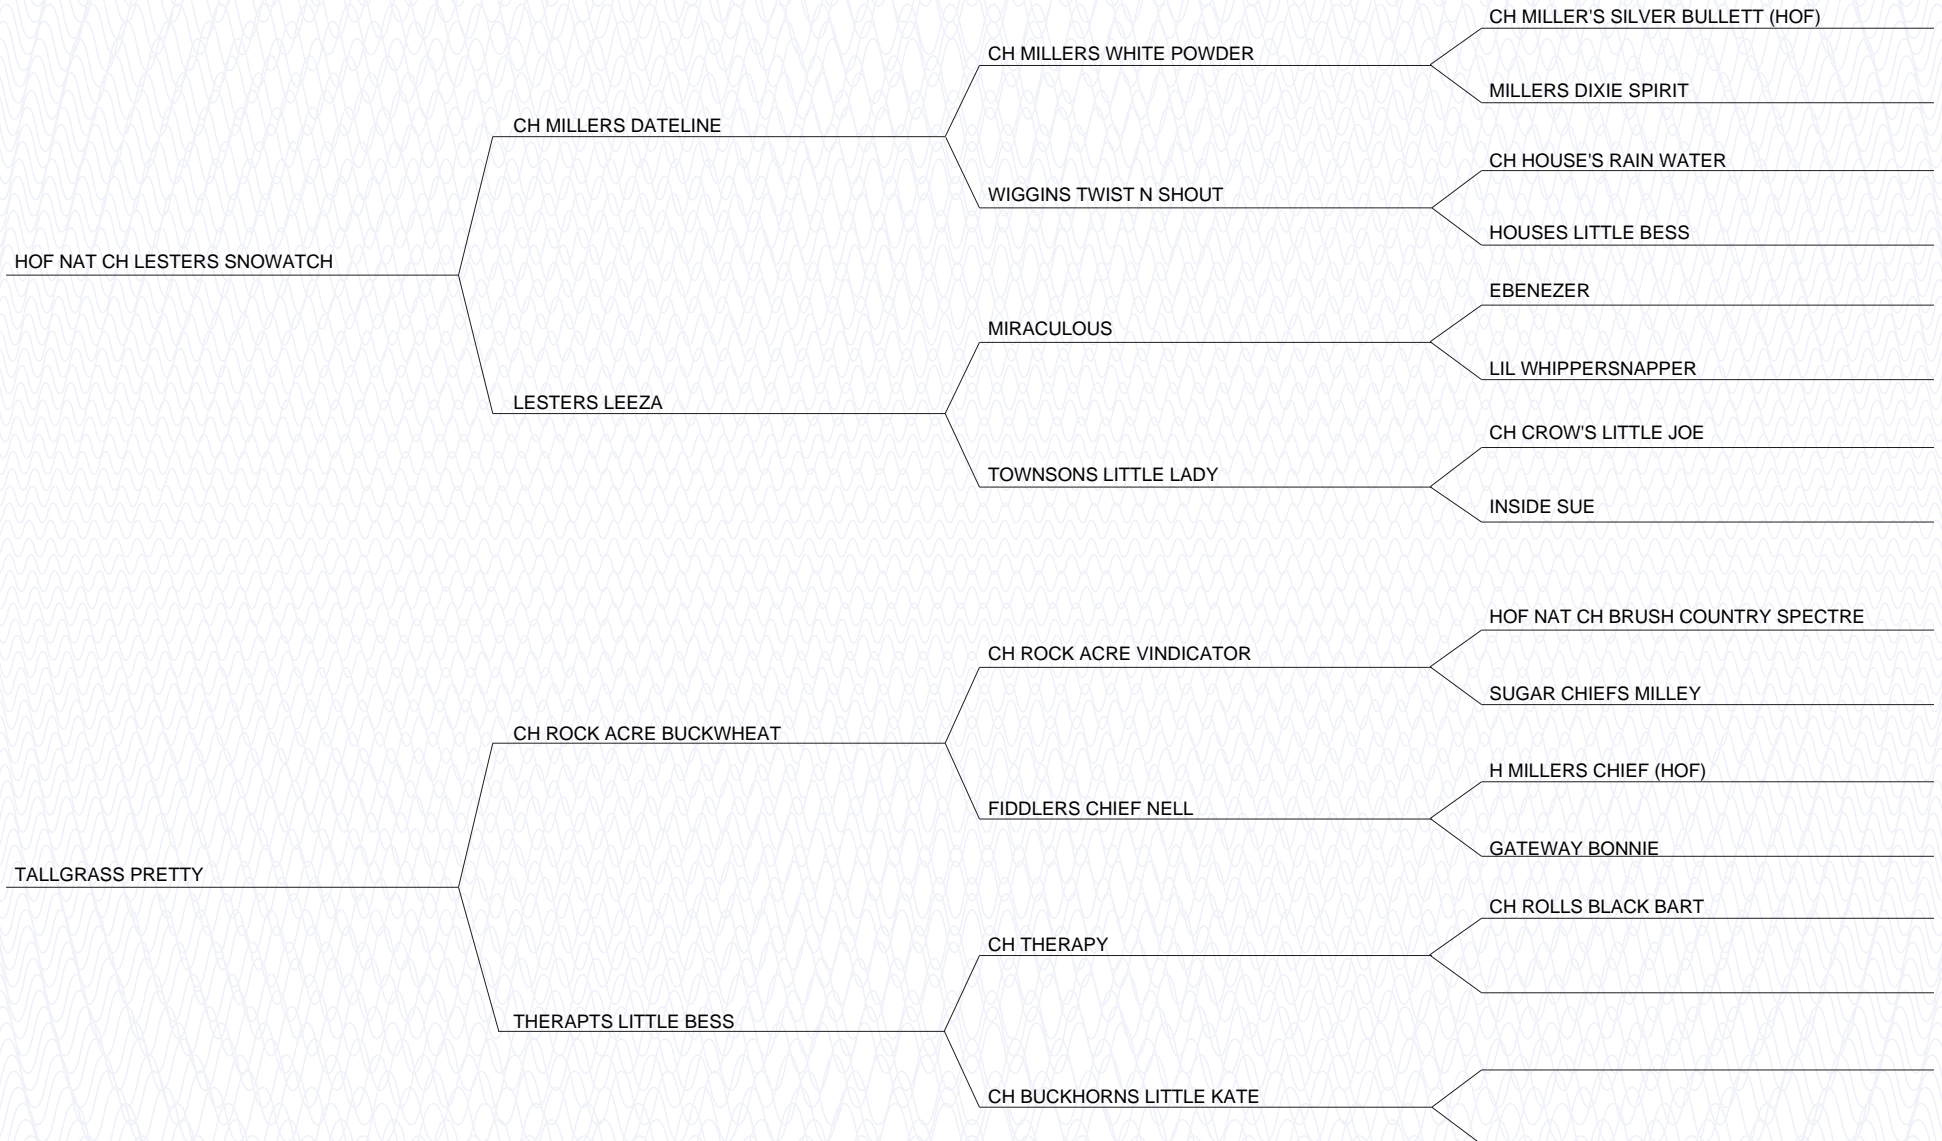 CH MILLER'S SILVER BULLETT (HOF)
CH MILLERS WHITE POWDER
MILLERS DIXIE SPIRIT
CH MILLERS DATELINE
CH HOUSE'S RAIN WATER
WIGGINS TWIST N SHOUT
HOUSES LITTLE BESS
HOF NAT CH LESTERS SNOWATCH
EBENEZER
MIRACULOUS
LIL WHIPPERSNAPPER
LESTERS LEEZA
CH CROW'S LITTLE JOE
TOWNSONS LITTLE LADY
INSIDE SUE
HOF NAT CH BRUSH COUNTRY SPECTRE
CH ROCK ACRE VINDICATOR
SUGAR CHIEFS MILLEY
CH ROCK ACRE BUCKWHEAT
H MILLERS CHIEF (HOF)
FIDDLERS CHIEF NELL
GATEWAY BONNIE
TALLGRASS PRETTY
CH ROLLS BLACK BART
CH THERAPY
THERAPTS LITTLE BESS
CH BUCKHORNS LITTLE KATE